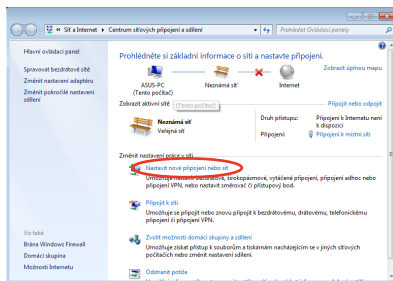 « Síť a Internet ▸ Centrum síťových připojení a sdílení
Prohledat Ovládací panely
Hlavní ovládací panel
Spravovat bezdrátové sítě
Změnit nastavení adaptéru
Změnit pokročilé nastavení
sdílení
Prohlédněte si základní informace o síti a nastavte připojení.
Zobrazit úplnou mapu
ASUS-PC
(Tento počítač)
Neznámá síť
Internet
Zobrazit aktivní sítě
(Tento počítač)
Připojit nebo odpojit
Neznámá síť
Veřejná síť
Druh přístupu:
Připojení k Internetu není
k dispozici
Připojení:
Připojení k místní síti
Změnit nastavení práce v síti
Nastavit nové připojení nebo síť
Umožňuje nastavit bezdrátové, širokopásmové, vytáčené připojení, připojení adhoc nebo
připojení VPN, nebo nastavit směrovač či přístupový bod.
Připojit k síti
Umožňuje se připojit nebo znovu připojit k bezdrátovému, drátovému, telefonickému
připojení či připojení VPN.
Zvolit možnosti domácí skupiny a sdílení
Umožňuje získat přístup k souborům a tiskárnám nacházejícím se v jiných síťových
počítačích nebo změnit nastavení sdílení.
Odstranit potíže
Viz také
Brána Windows Firewall
Domácí skupina
Možnosti Internetu